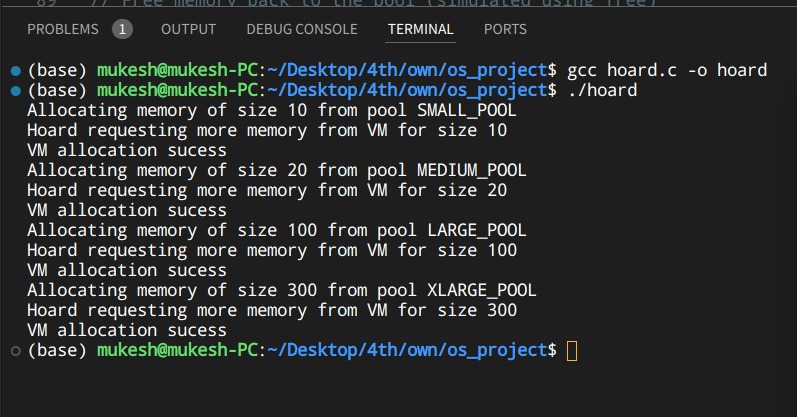 89 // Free memory back to the pool (simulated using free)
PROBLEMS 1 OUTPUT DEBUG CONSOLE TERMINAL PORTS
(base) mukesh@mukesh-PC:~/Desktop/4th/own/os_project$ gcc hoard.c -o hoard
(base) mukesh@mukesh-PC:~/Desktop/4th/own/os_project$ ./hoard
Allocating memory of size 10 from pool SMALL_POOL
Hoard requesting more memory from VM for size 10
VM allocation sucess
Allocating memory of size 20 from pool MEDIUM_POOL
Hoard requesting more memory from VM for size 20
VM allocation sucess
Allocating memory of size 100 from pool LARGE_POOL
Hoard requesting more memory from VM for size 100
VM allocation sucess
Allocating memory of size 300 from pool XLARGE_POOL
Hoard requesting more memory from VM for size 300
VM allocation sucess
(base) mukesh@mukesh-PC:~/Desktop/4th/own/os_project$